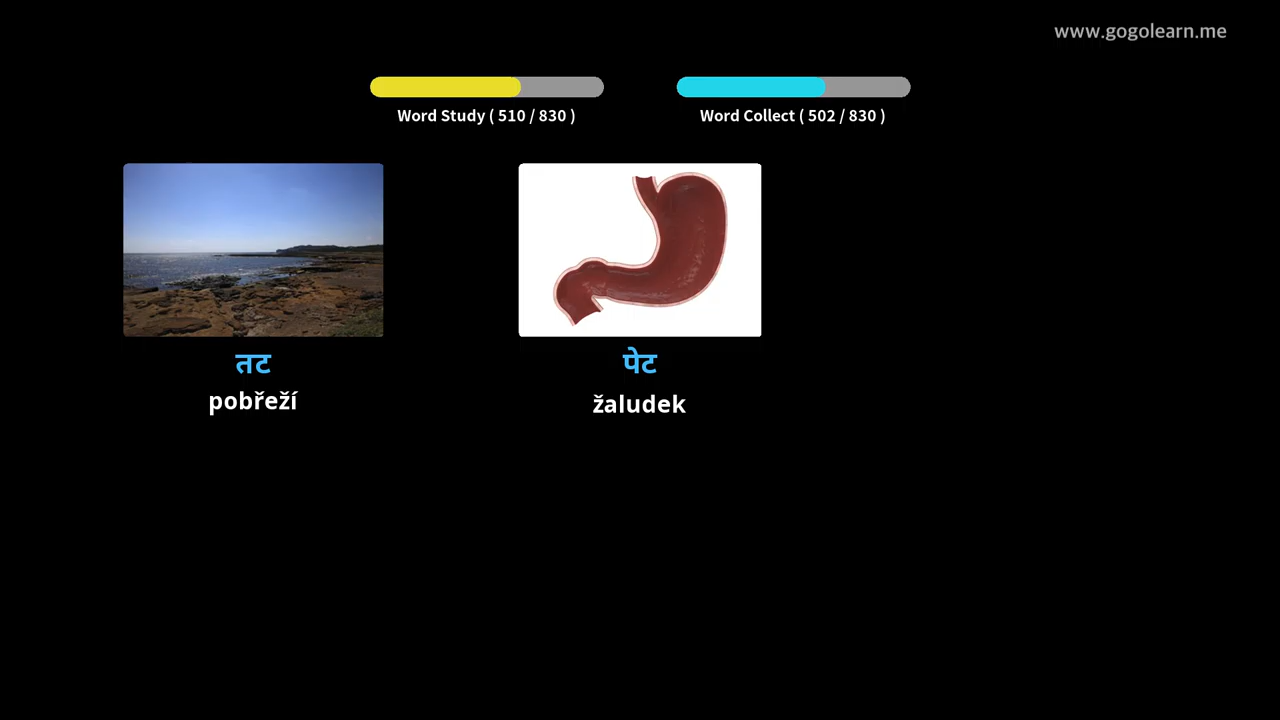 www.gogolearn.me
Word Study ( 510 / 830 )
Word Collect ( 502 / 830 )
तट
pobřeží
पेट
žaludek